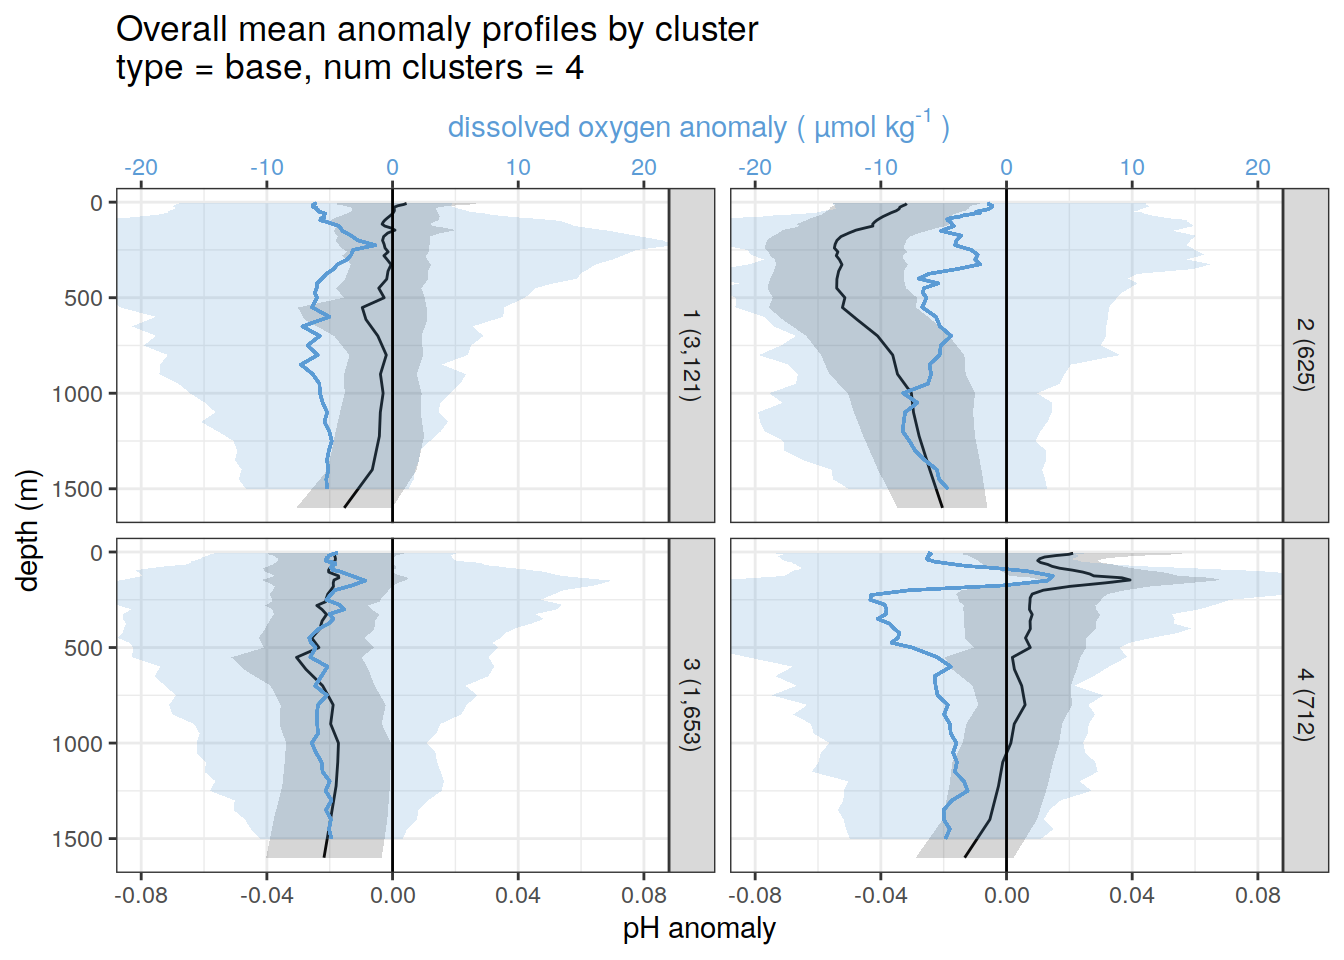 Overall mean anomaly profiles by cluster
type = base, num clusters = 4
dissolved oxygen anomaly ( µmol kg-1 )
-20 -10 0 10 20 -20 -10 0 10 20
0
500
1000
1500
1 (3,121)
2 (625)
depth (m)
0
500
1000
1500
3 (1,653)
4 (712)
-0.08 -0.04 0.00 0.04 0.08 -0.08 -0.04 0.00 0.04 0.08
pH anomaly